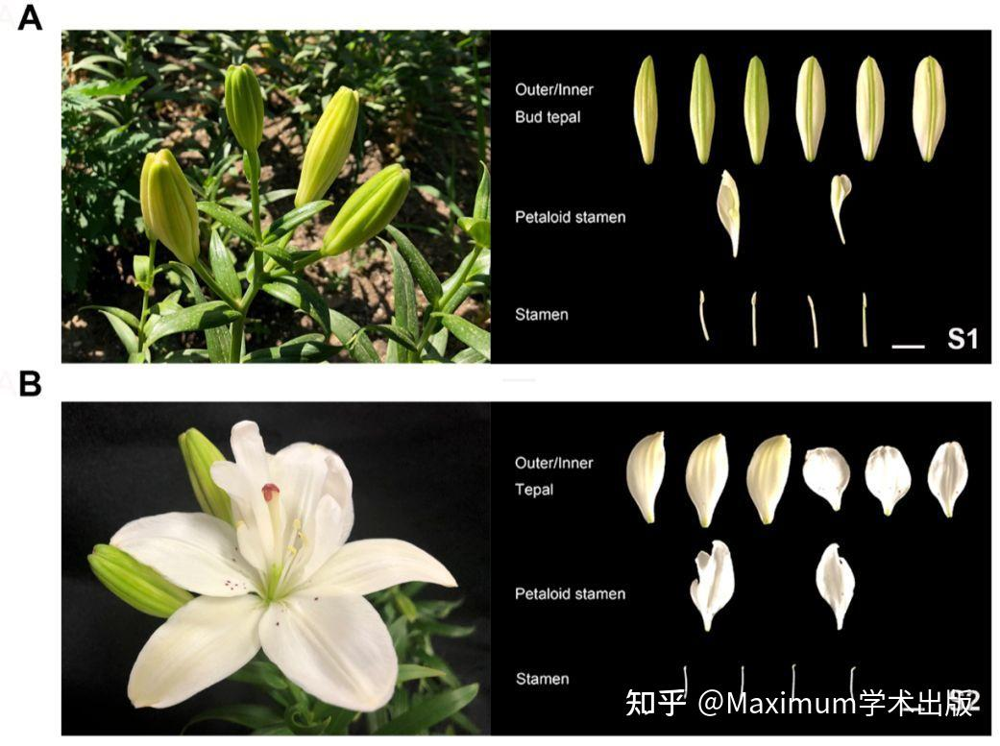 A
Outer/Inner
Bud tepal
Petaloid stamen
Stamen
S1
B
Outer/Inner
Tepal
Petaloid stamen
Stamen
S2
知乎 @Maximum学术出版